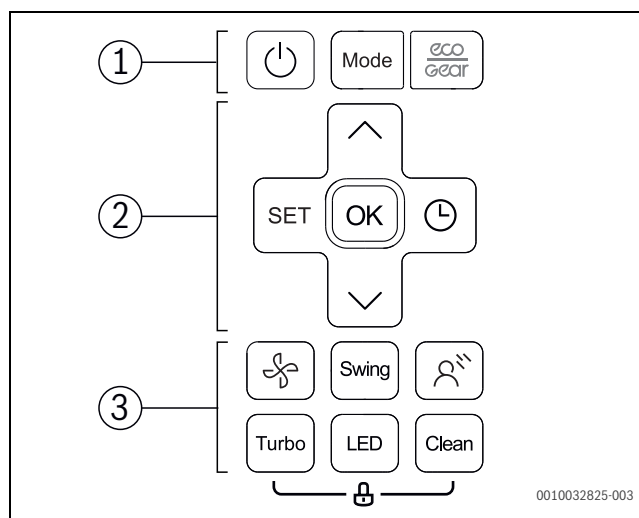 1
Mode
eco
Gear
2
SET
OK
3
Swing
Turbo
LED
Clean
0010032825-003